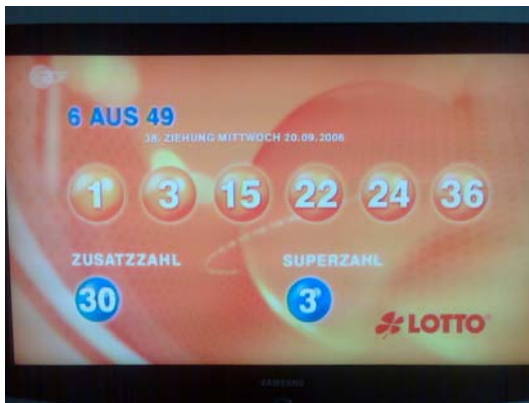 ZDF
6 AUS 49
38. ZIEHUNG MITTWOCH 20.09.2006
1 3 15 22 24 36
ZUSATZZAHL SUPERZAHL
30 3
LOTTO
SAMSUNG